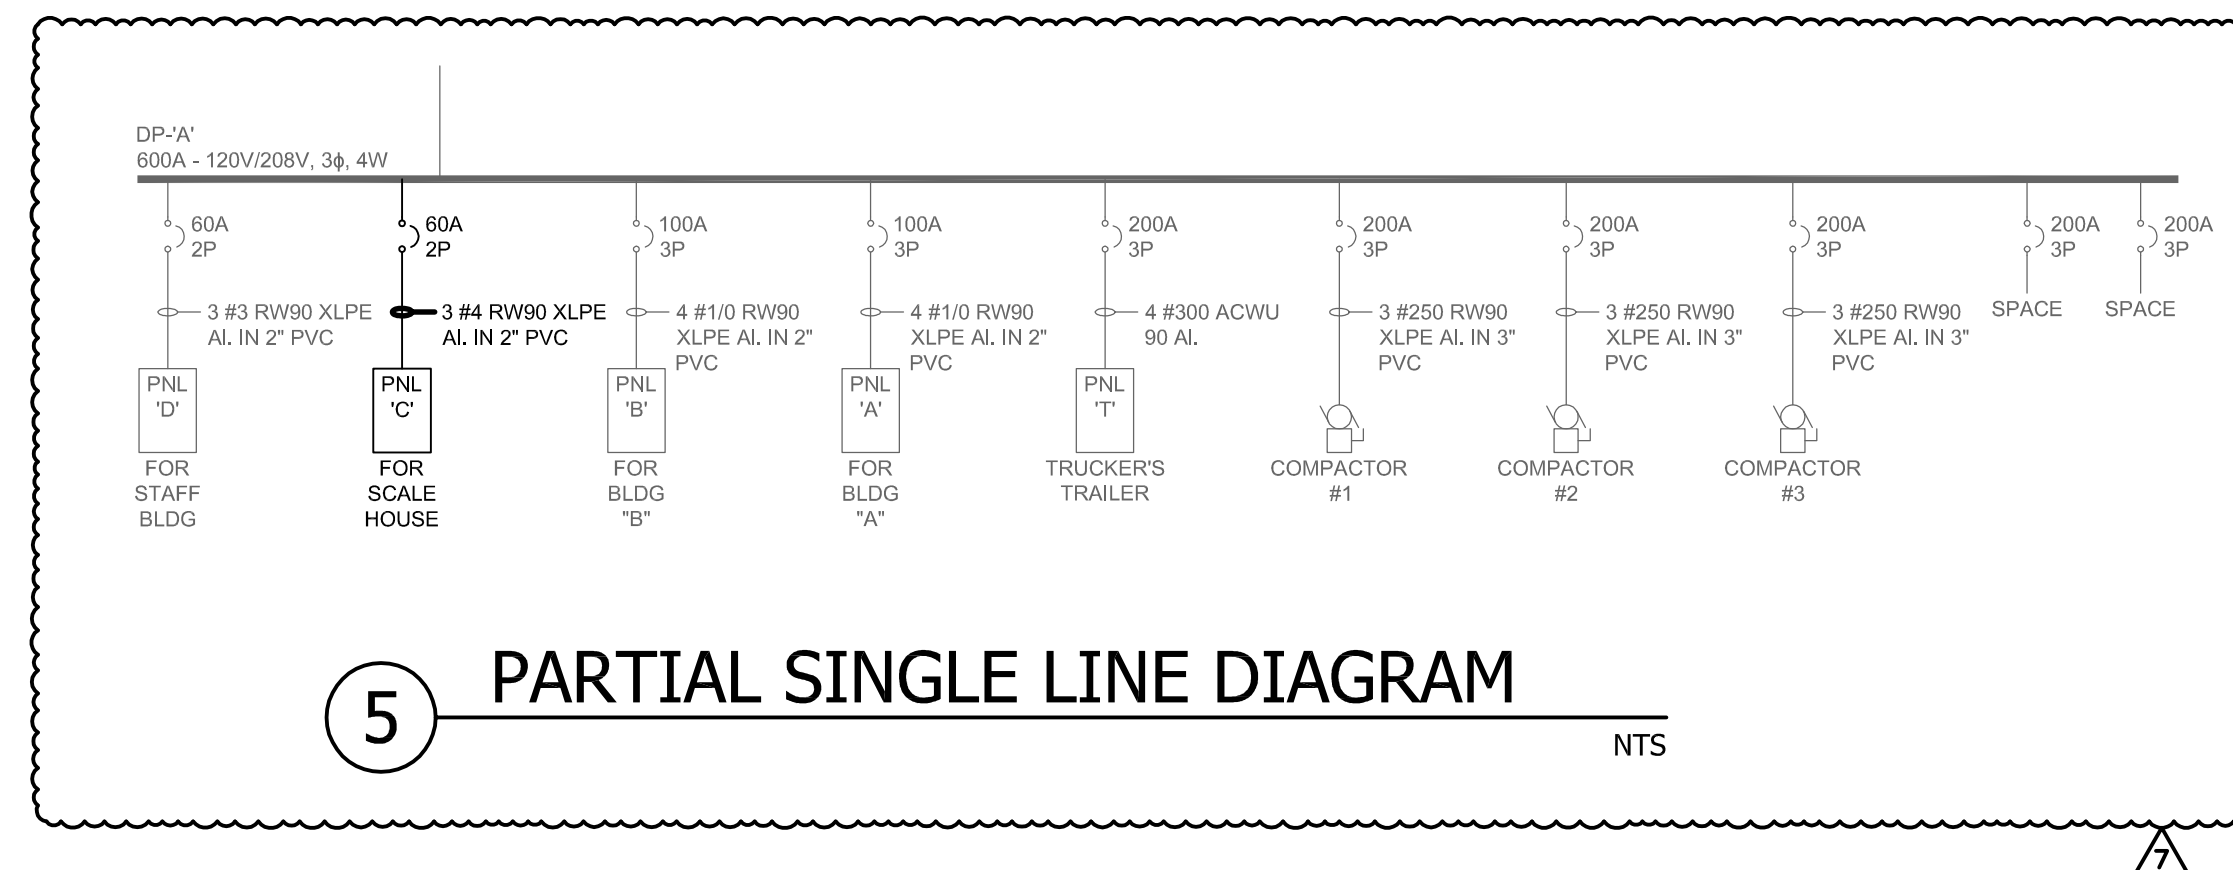 DP-'A'
600A - 120V/208V, 3ϕ, 4W
60A
2P
3 #3 RW90 XLPE
Al. IN 2" PVC
PNL
'D'
FOR
STAFF
BLDG
60A
2P
3 #4 RW90 XLPE
Al. IN 2" PVC
PNL
'C'
FOR
SCALE
HOUSE
100A
3P
4 #1/0 RW90
XLPE Al. IN 2"
PVC
PNL
'B'
FOR
BLDG
"B"
100A
3P
4 #1/0 RW90
XLPE Al. IN 2"
PVC
PNL
'A'
FOR
BLDG
"A"
200A
3P
4 #300 ACWU
90 Al.
PNL
'T'
TRUCKER'S
TRAILER
200A
3P
3 #250 RW90
XLPE Al. IN 3"
PVC
COMPACTOR
#1
200A
3P
3 #250 RW90
XLPE Al. IN 3"
PVC
COMPACTOR
#2
200A
3P
3 #250 RW90
XLPE Al. IN 3"
PVC
COMPACTOR
#3
200A
3P
SPACE
200A
3P
SPACE
5
PARTIAL SINGLE LINE DIAGRAM
NTS
7